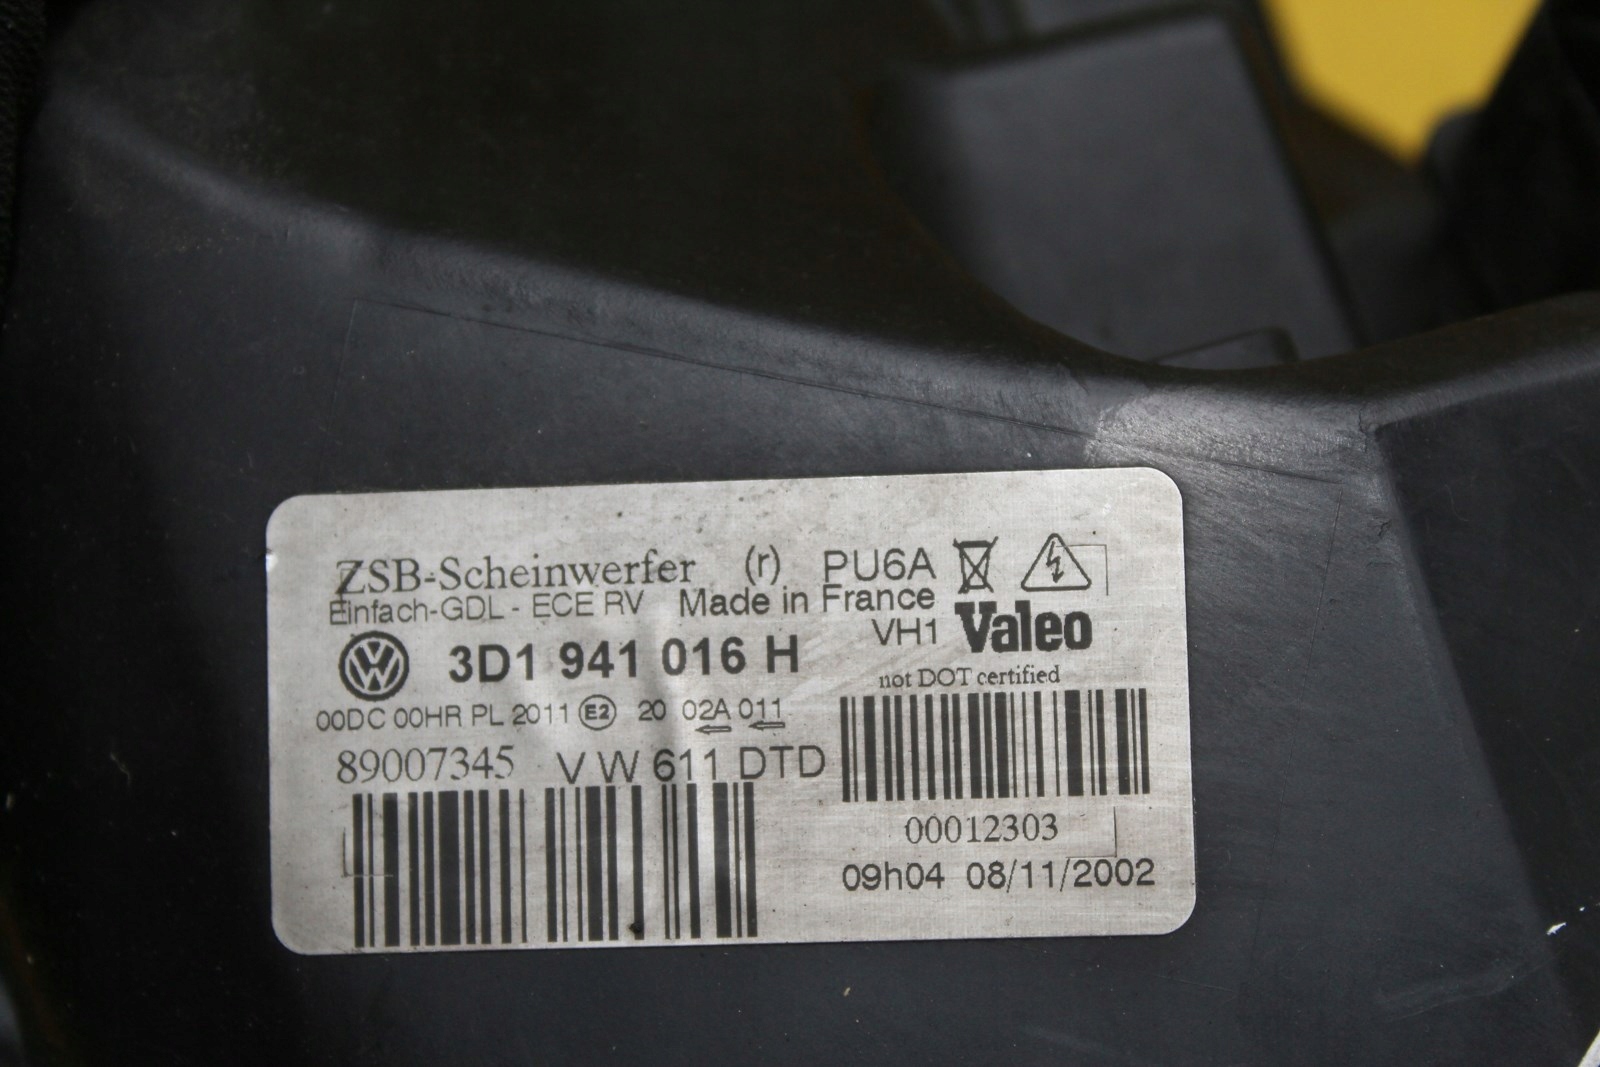 ZSB-Scheinwerfer (r) PU6A
Einfach-GDL - ECE RV Made in France
VH1 Valeo
3D1 941 016 H
not DOT certified
00DC 00HR PL 2011 E2 20 02A 011
89007345 VW 611 DTD
00012303
09h04 08/11/2002